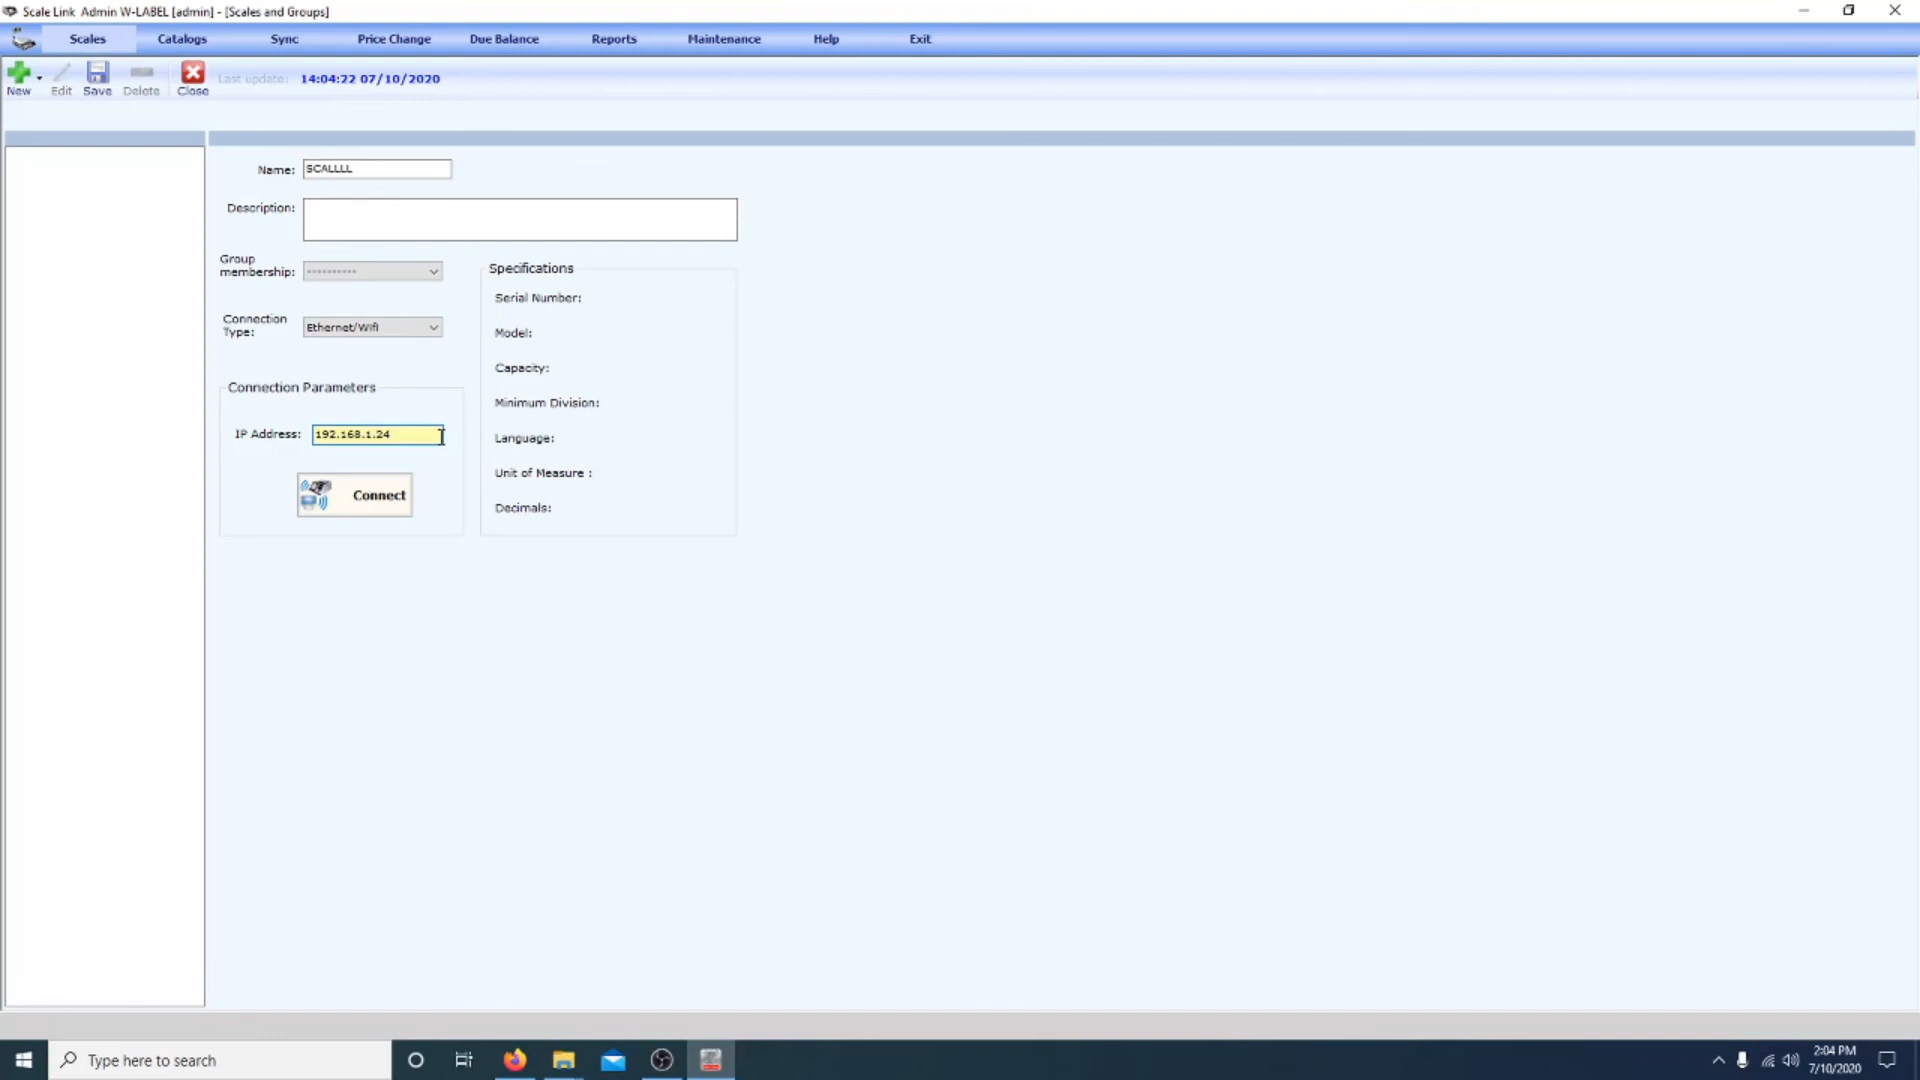 Scale Link Admin W-LABEL [admin] - [Scales and Groups]
Scales Catalogs Sync Price Change Due Balance Reports Maintenance Help Exit
New Edit Save Delete Close Last update: 14:04:22 07/10/2020
Name: SCALLLL
Description:
Group membership: ----------
Connection Type: Ethernet/Wifi
Connection Parameters
IP Address: 192.168.1.24
Connect
Specifications
Serial Number:
Model:
Capacity:
Minimum Division:
Language:
Unit of Measure :
Decimals:
Type here to search
2:04 PM
7/10/2020